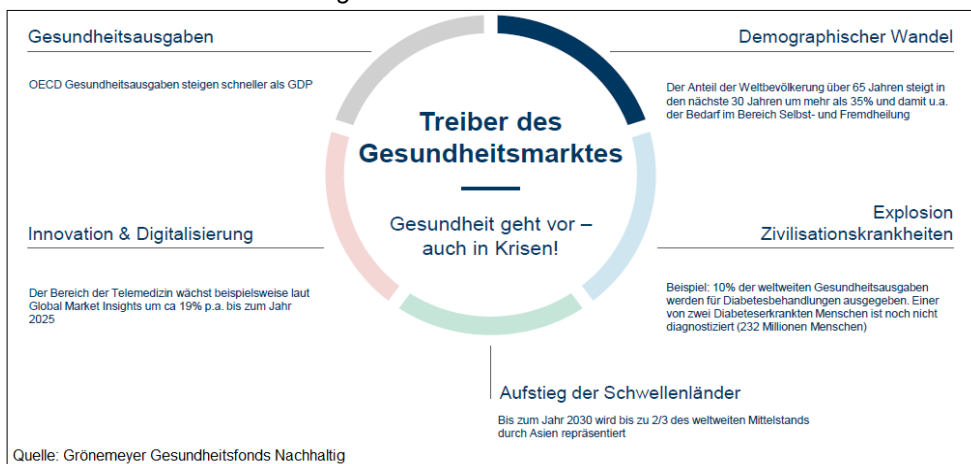 Gesundheitsausgaben
OECD Gesundheitsausgaben steigen schneller als GDP
Demographischer Wandel
Der Anteil der Weltbevölkerung über 65 Jahren steigt in
den nächste 30 Jahren um mehr als 35% und damit u.a.
der Bedarf im Bereich Selbst- und Fremdheilung
Treiber des
Gesundheitsmarktes
Gesundheit geht vor –
auch in Krisen!
Innovation & Digitalisierung
Der Bereich der Telemedizin wächst beispielsweise laut
Global Market Insights um ca 19% p.a. bis zum Jahr
2025
Explosion
Zivilisationskrankheiten
Beispiel: 10% der weltweiten Gesundheitsausgaben
werden für Diabetesbehandlungen ausgegeben. Einer
von zwei Diabeteserkrankten Menschen ist noch nicht
diagnostiziert (232 Millionen Menschen)
Aufstieg der Schwellenländer
Bis zum Jahr 2030 wird bis zu 2/3 des weltweiten Mittelstands
durch Asien repräsentiert
Quelle: Grönemeyer Gesundheitsfonds Nachhaltig